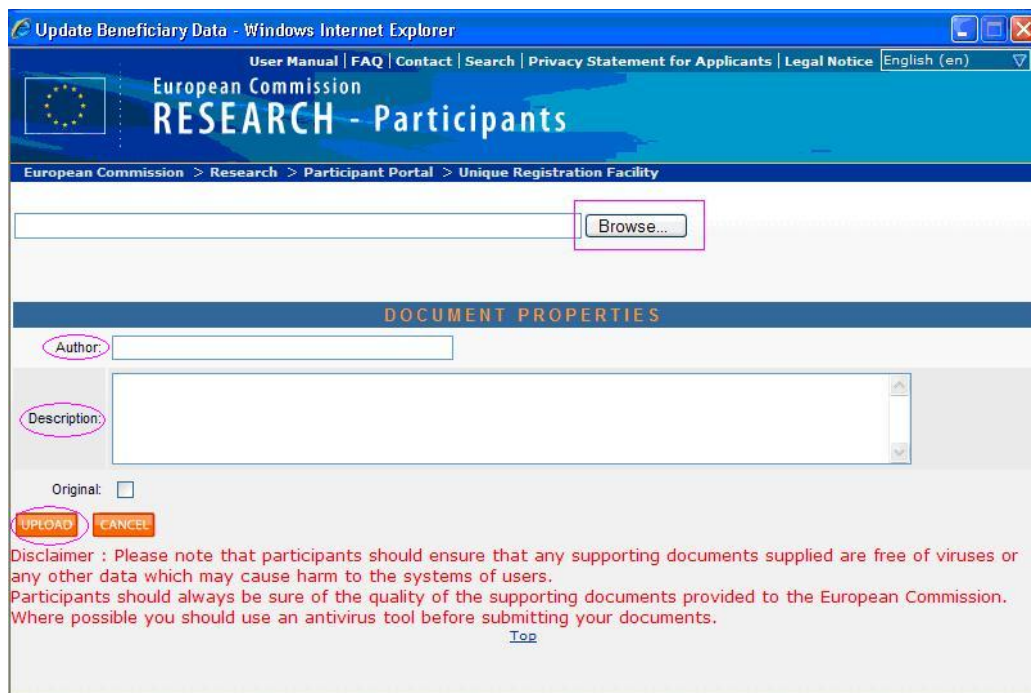 Update Beneficiary Data - Windows Internet Explorer
User Manual | FAQ | Contact | Search | Privacy Statement for Applicants | Legal Notice English (en)
European Commission
RESEARCH - Participants
European Commission > Research > Participant Portal > Unique Registration Facility
Browse...
DOCUMENT PROPERTIES
Author:
Description:
Original:
UPLOAD CANCEL
Disclaimer : Please note that participants should ensure that any supporting documents supplied are free of viruses or
any other data which may cause harm to the systems of users.
Participants should always be sure of the quality of the supporting documents provided to the European Commission.
Where possible you should use an antivirus tool before submitting your documents.
Top